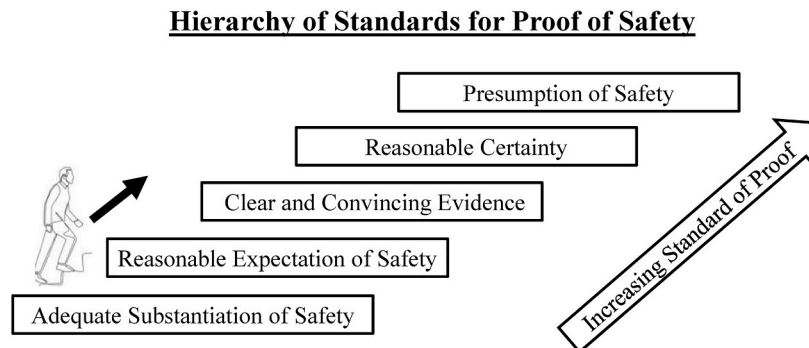 Hierarchy of Standards for Proof of Safety
Presumption of Safety
Reasonable Certainty
Clear and Convincing Evidence
Reasonable Expectation of Safety
Adequate Substantiation of Safety
Increasing Standard of Proof